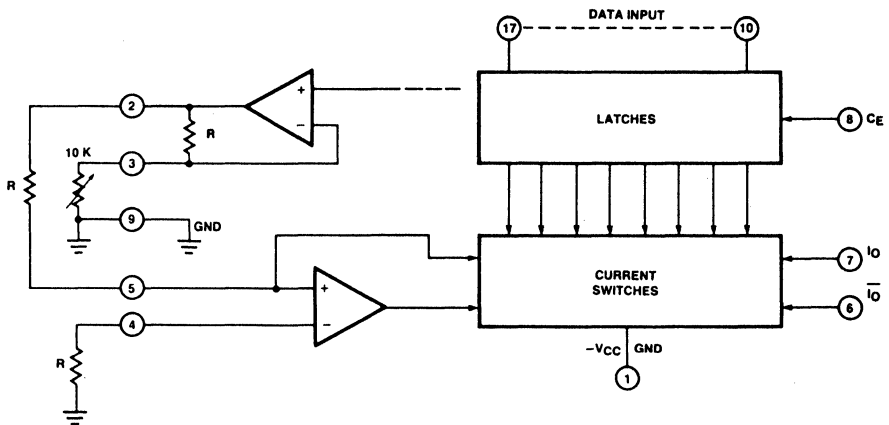 DATA INPUT
17
10
+
−
2
R
LATCHES
8 CE
10 K
3
R
9
GND
5
+
CURRENT SWITCHES
7 IO
4
−
6 IO
R
−VCC GND
1